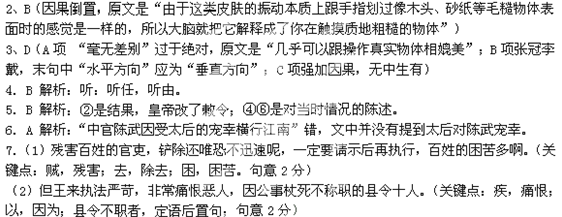 2、B(因果倒置,原文是“由于这类皮肤的振动本质上跟手指划过像木头、砂纸等毛糙物体表
面时的感觉是一样的,所以大脑就把它解释成了你在触摸质地粗糙的物体”)
3、D(A项 “毫无差别”过于绝对,原文是“几乎可以跟操作真实物体相媲美”;B项张冠李
戴,末句中“水平方向”应为“垂直方向”;C项强加因果,无中生有)
4. B 解析:听:听任,听由。
5. B 解析:②是结果,皇帝改了敕令;④⑥是对当时情况的陈述。
6. A 解析:“中官陈武因受太后的宠幸横行江南”错,文中并没有提到太后对陈武宠幸。
7.(1)残害百姓的官吏,铲除还唯恐不迅速呢,一定要请示后再执行,百姓的困苦多啊。(关
键点:贼,残害;去,除去;困,困苦。句意2分)
(2)但王来执法严苛,非常痛恨恶人,因公事杖死不称职的县令十人。(关键点:疾,痛恨;
以,因为;县令不职者,定语后置句;句意2分)